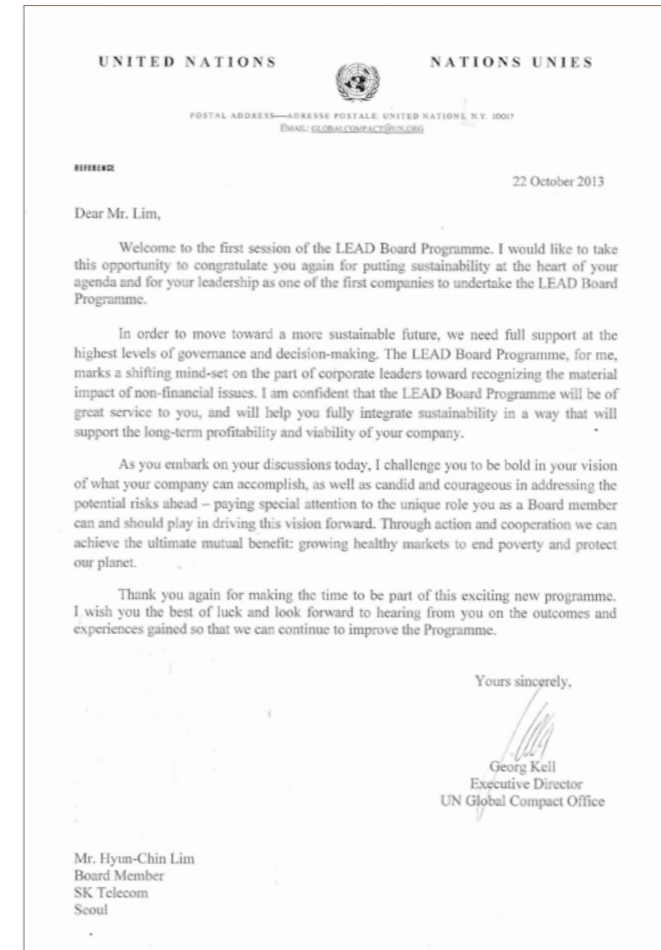 UNITED NATIONS
NATIONS UNIES
POSTAL ADDRESS—ADRESSE POSTALE: UNITED NATIONS, N.Y. 10017
EMAIL: GLOBALCOMPACT@UN.ORG
REFERENCE
22 October 2013
Dear Mr. Lim,
Welcome to the first session of the LEAD Board Programme. I would like to take
this opportunity to congratulate you again for putting sustainability at the heart of your
agenda and for your leadership as one of the first companies to undertake the LEAD Board
Programme.
In order to move toward a more sustainable future, we need full support at the
highest levels of governance and decision-making. The LEAD Board Programme, for me,
marks a shifting mind-set on the part of corporate leaders toward recognizing the material
impact of non-financial issues. I am confident that the LEAD Board Programme will be of
great service to you, and will help you fully integrate sustainability in a way that will
support the long-term profitability and viability of your company.
As you embark on your discussions today, I challenge you to be bold in your vision
of what your company can accomplish, as well as candid and courageous in addressing the
potential risks ahead – paying special attention to the unique role you as a Board member
can and should play in driving this vision forward. Through action and cooperation we can
achieve the ultimate mutual benefit: growing healthy markets to end poverty and protect
our planet.
Thank you again for making the time to be part of this exciting new programme.
I wish you the best of luck and look forward to hearing from you on the outcomes and
experiences gained so that we can continue to improve the Programme.
Yours sincerely,
Georg Kell
Executive Director
UN Global Compact Office
Mr. Hyun-Chin Lim
Board Member
SK Telecom
Seoul